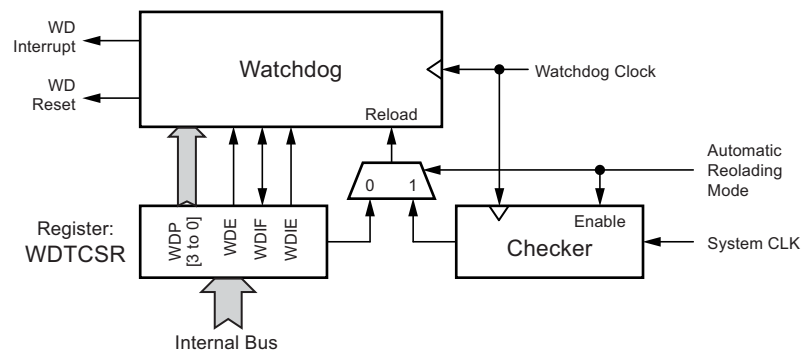 WD
Interrupt
WD
Reset
Watchdog
Reload
Watchdog Clock
Automatic
Reolading
Mode
0 1
Register:
WDTCSR
WDP
[3 to 0]
WDE
WDIF
WDIE
Enable
Checker
System CLK
Internal Bus